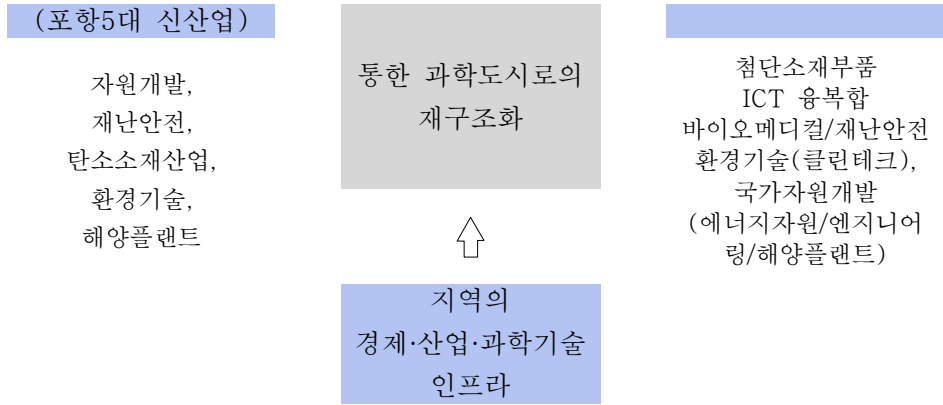 (포항5대 신산업)
자원개발,
재난안전,
탄소소재산업,
환경기술,
해양플랜트
통한 과학도시로의
재구조화
지역의
경제·산업·과학기술
인프라
첨단소재부품
ICT 융복합
바이오메디컬/재난안전
환경기술(클린테크),
국가자원개발
(에너지자원/엔지니어
링/해양플랜트)